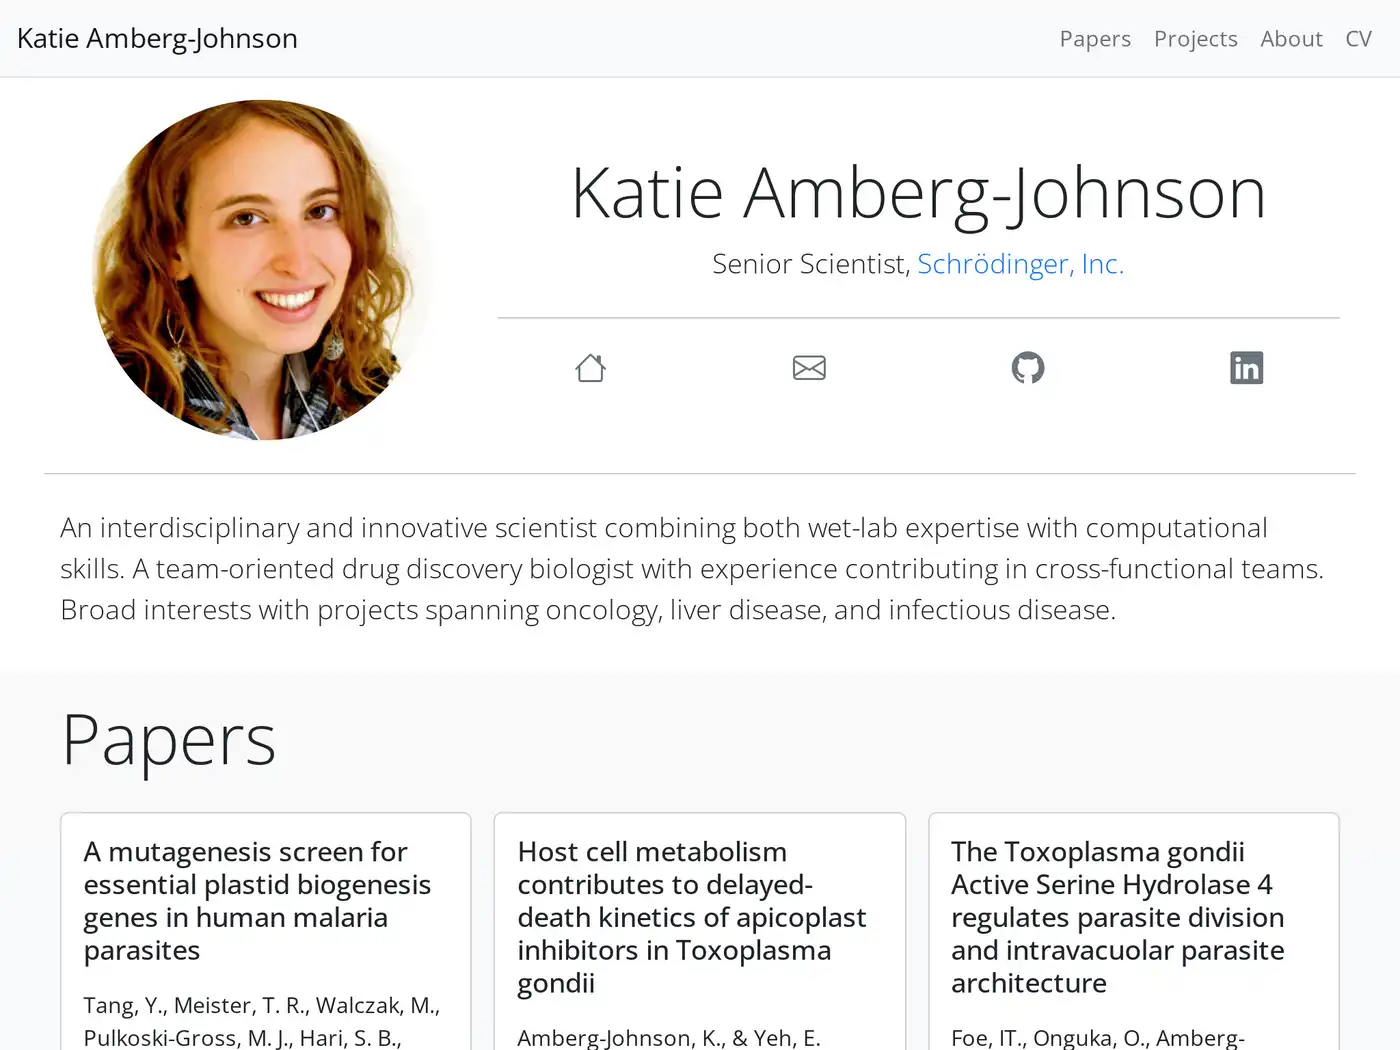 Katie Amberg-Johnson
Papers Projects About CV
Katie Amberg-Johnson
Senior Scientist, Schrödinger, Inc.
in
An interdisciplinary and innovative scientist combining both wet-lab expertise with computational
skills. A team-oriented drug discovery biologist with experience contributing in cross-functional teams.
Broad interests with projects spanning oncology, liver disease, and infectious disease.
Papers
A mutagenesis screen for
essential plastid biogenesis
genes in human malaria
parasites
Tang, Y., Meister, T. R., Walczak, M.,
Pulkoski-Gross, M. J., Hari, S. B.,
Host cell metabolism
contributes to delayed-
death kinetics of apicoplast
inhibitors in Toxoplasma
gondii
Amberg-Johnson, K., & Yeh, E.
The Toxoplasma gondii
Active Serine Hydrolase 4
regulates parasite division
and intravacuolar parasite
architecture
Foe, IT., Onguka, O., Amberg-